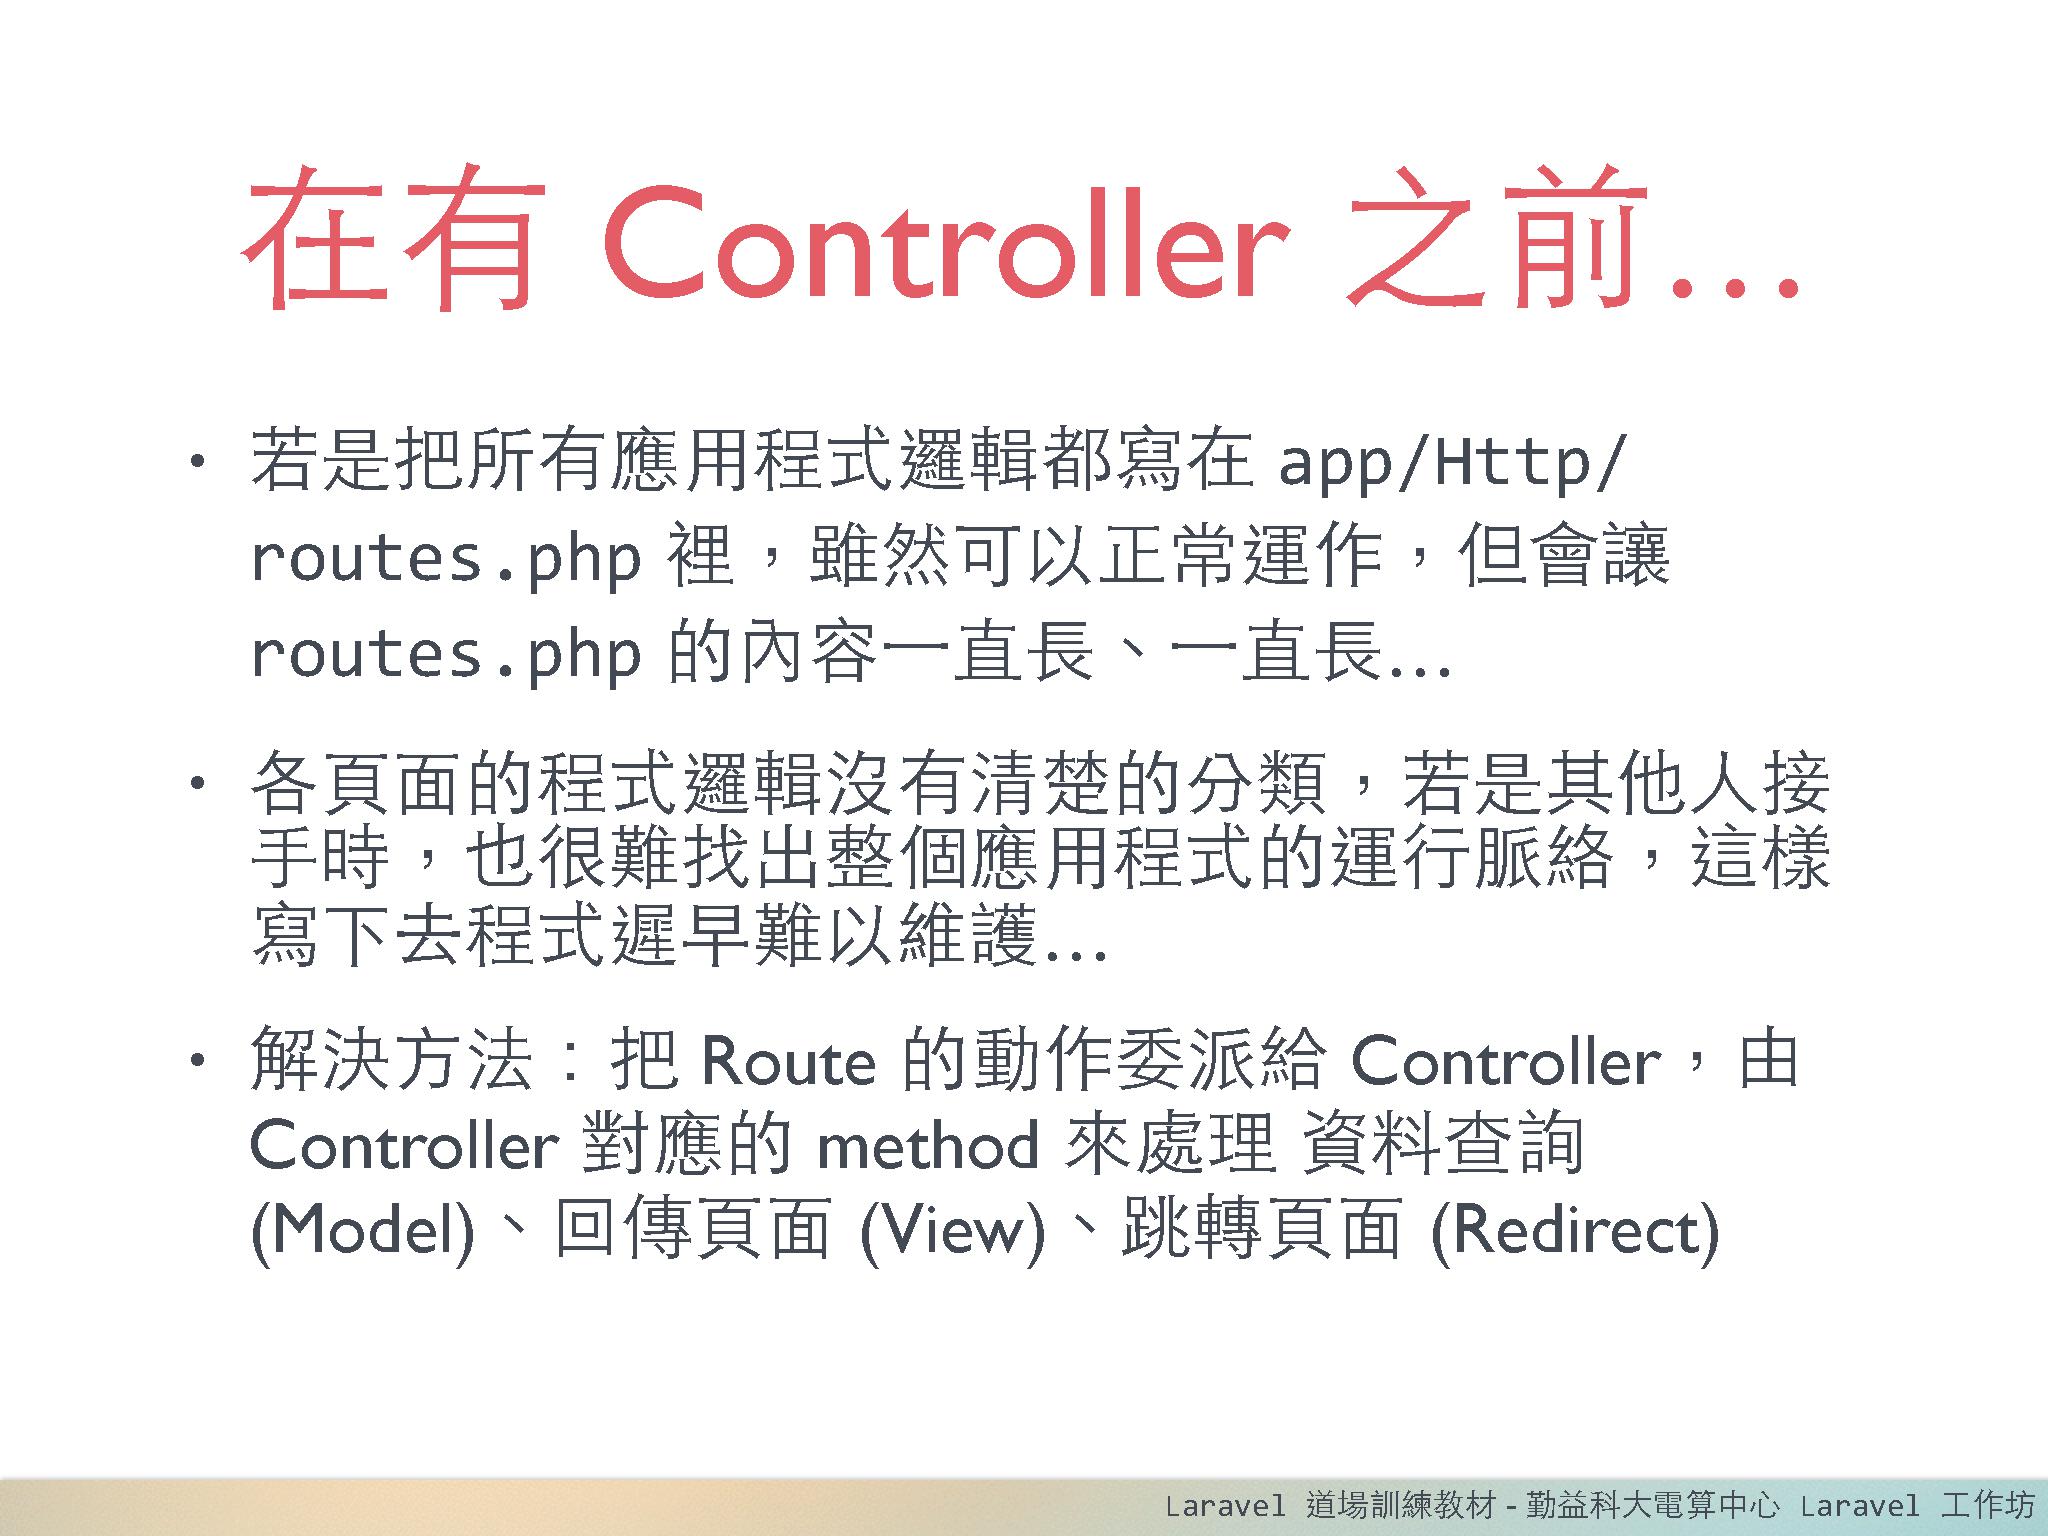 在有 Controller 之前…
• 若是把所有應用程式邏輯都寫在 app/Http/
routes.php 裡，雖然可以正常運作，但會讓
routes.php 的內容一直長、一直長…
• 各頁面的程式邏輯沒有清楚的分類，若是其他人接
手時，也很難找出整個應用程式的運行脈絡，這樣
寫下去程式遲早難以維護…
• 解決方法：把 Route 的動作委派給 Controller，由
Controller 對應的 method 來處理 資料查詢
(Model)、回傳頁面 (View)、跳轉頁面 (Redirect)
Laravel 道場訓練教材 - 勤益科大電算中心 Laravel 工作坊